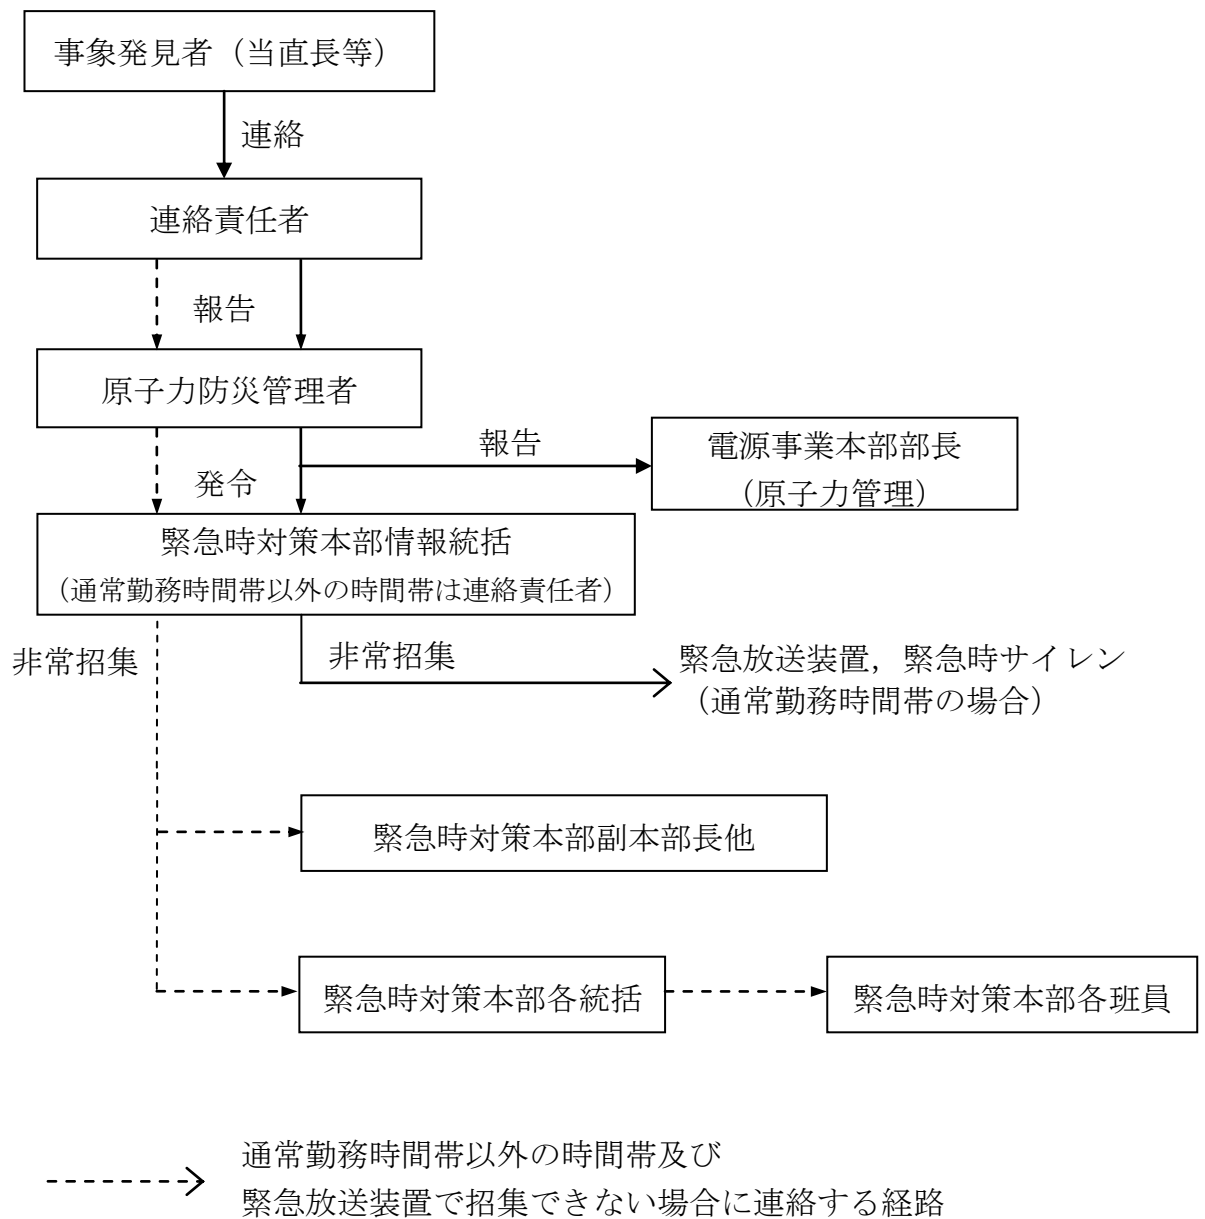 事象発見者（当直長等）
連絡
連絡責任者
報告
原子力防災管理者
報告
電源事業本部部長
（原子力管理）
発令
緊急時対策本部情報統括
（通常勤務時間帯以外の時間帯は連絡責任者）
非常招集
非常招集
緊急放送装置，緊急時サイレン
（通常勤務時間帯の場合）
緊急時対策本部副本部長他
緊急時対策本部各統括
緊急時対策本部各班員
通常勤務時間帯以外の時間帯及び
緊急放送装置で招集できない場合に連絡する経路